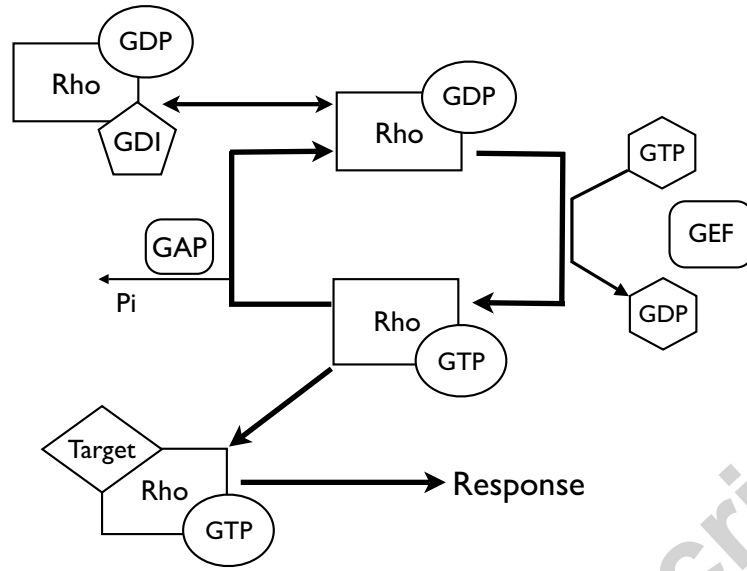 GDP
Rho
GDI
GDP
Rho
GTP
GEF
GDP
GAP
Pi
Rho
GTP
Target
Rho
GTP
Response